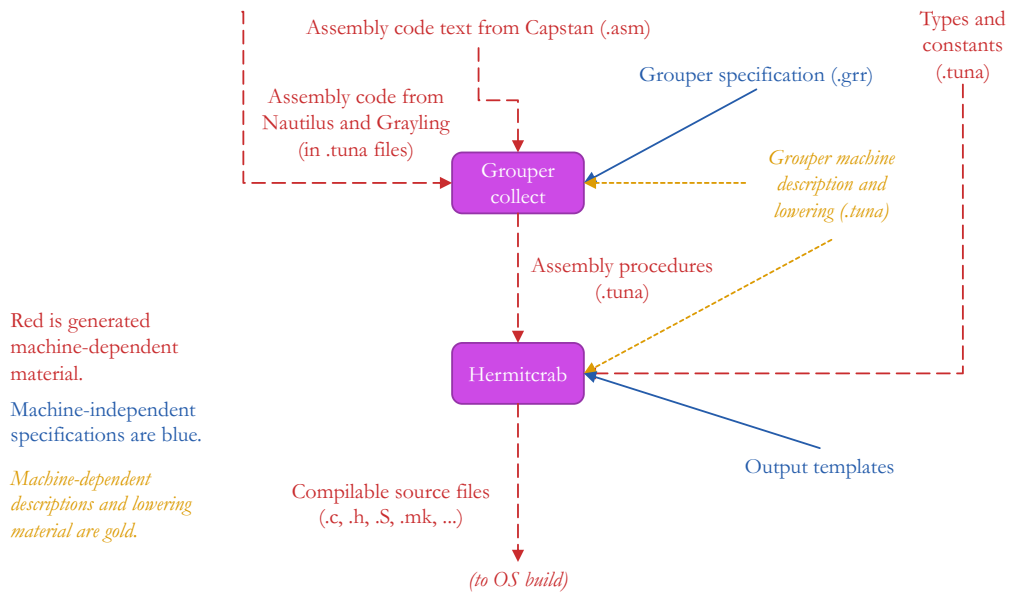 Assembly code text from Capstan (.asm)
Types and
constants
(.tuna)
Grouper specification (.grr)
Assembly code from
Nautilus and Grayling
(in .tuna files)
Grouper
collect
Grouper machine
description and
lowering (.tuna)
Assembly procedures
(.tuna)
Red is generated
machine-dependent
material.
Hermitcrab
Machine-independent
specifications are blue.
Output templates
Machine-dependent
descriptions and lowering
material are gold.
Compilable source files
(.c, .h, .S, .mk, ...)
(to OS build)